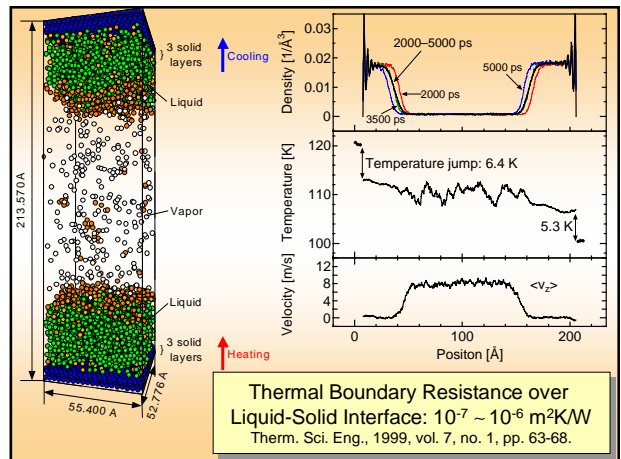 3 solid
layers
Cooling
Liquid
213.570 A
Vapor
Liquid
3 solid
layers
Heating
55.400 A
52.776 A
Density [1/Å³]
0.03
0.02
0.01
0
2000–5000 ps
5000 ps
2000 ps
3500 ps
Temperature [K]
120
110
100
Temperature jump: 6.4 K
5.3 K
Velocity [m/s]
12
8
4
0
<v_z>
0
100
200
Positon [Å]
Thermal Boundary Resistance over
Liquid-Solid Interface: 10⁻⁷ ~ 10⁻⁶ m²K/W
Therm. Sci. Eng., 1999, vol. 7, no. 1, pp. 63-68.